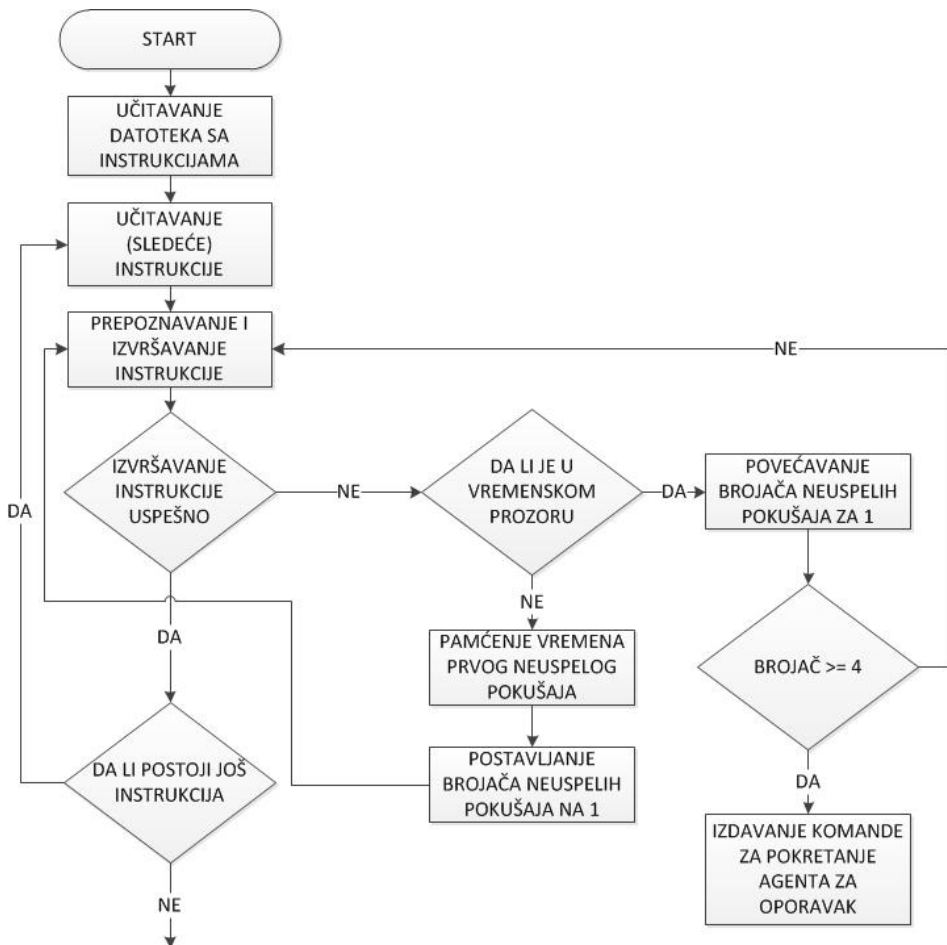 START
UČITAVANJE
DATOTEKA SA
INSTRUKCIJAMA
UČITAVANJE
(SLEDEĆE)
INSTRUKCIJE
PREPOZNAVANJE I
IZVRŠAVANJE
INSTRUKCIJE
NE
IZVRŠAVANJE
INSTRUKCIJE
USPEŠNO
NE
DA LI JE U
VREMENSKOM
PROZORU
DA
POVEĆAVANJE
BROJAČA NEUSPELIH
POKUŠAJA ZA 1
DA
NE
DA
PAMĆENJE VREMENA
PRVOG NEUSPELOG
POKUŠAJA
BROJAČ >= 4
DA LI POSTOJI JOŠ
INSTRUKCIJA
POSTAVLJANJE
BROJAČA NEUSPELIH
POKUŠAJA NA 1
DA
IZDAVANJE KOMANDE
ZA POKRETANJE
AGENTA ZA
OPORAVAK
NE